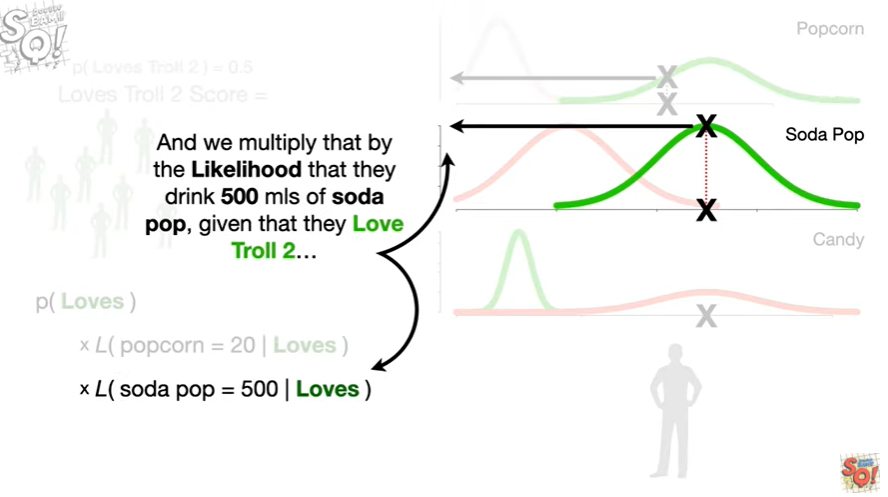 SQ!
p( Loves Troll 2 ) = 0.5
Loves Troll 2 Score =
And we multiply that by
the Likelihood that they
drink 500 mls of soda
pop, given that they Love
Troll 2...
p( Loves )
x L( popcorn = 20 | Loves )
x L( soda pop = 500 | Loves )
Popcorn
X
X
Soda Pop
X
X
Candy
X
SQ!